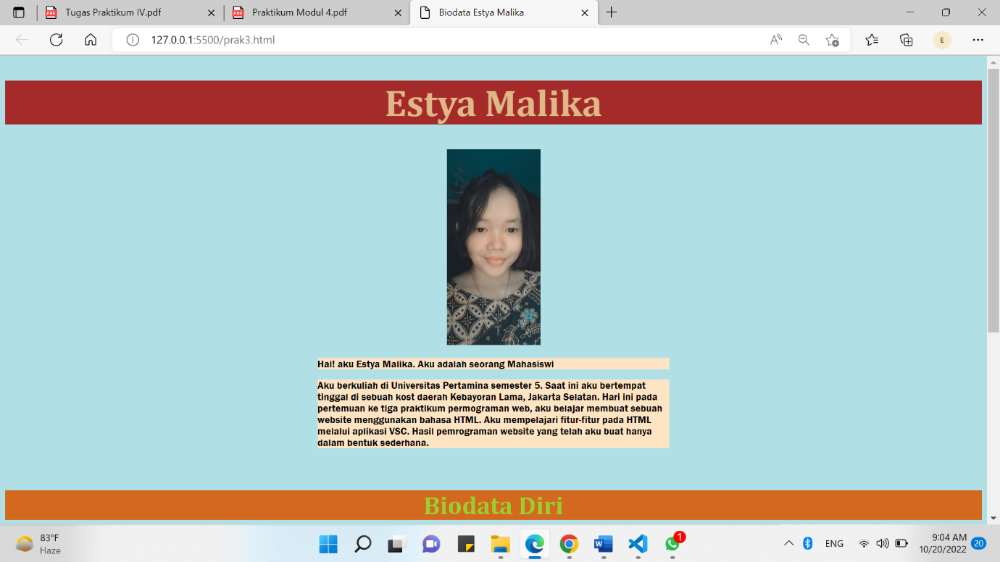 Tugas Praktikum IV.pdf
Praktikum Modul 4.pdf
Biodata Estya Malika
127.0.0.1:5500/prak3.html
E
Estya Malika
Hai! aku Estya Malika. Aku adalah seorang Mahasiswi
Aku berkuliah di Universitas Pertamina semester 5. Saat ini aku bertempat
tinggal di sebuah kost daerah Kebayoran Lama, Jakarta Selatan. Hari ini pada
pertemuan ke tiga praktikum permograman web, aku belajar membuat sebuah
website menggunakan bahasa HTML. Aku mempelajari fitur-fitur pada HTML
melalui aplikasi VSC. Hasil pemrograman website yang telah aku buat hanya
dalam bentuk sederhana.
Biodata Diri
83°F
Haze
1
ENG
9:04 AM
10/20/2022
20